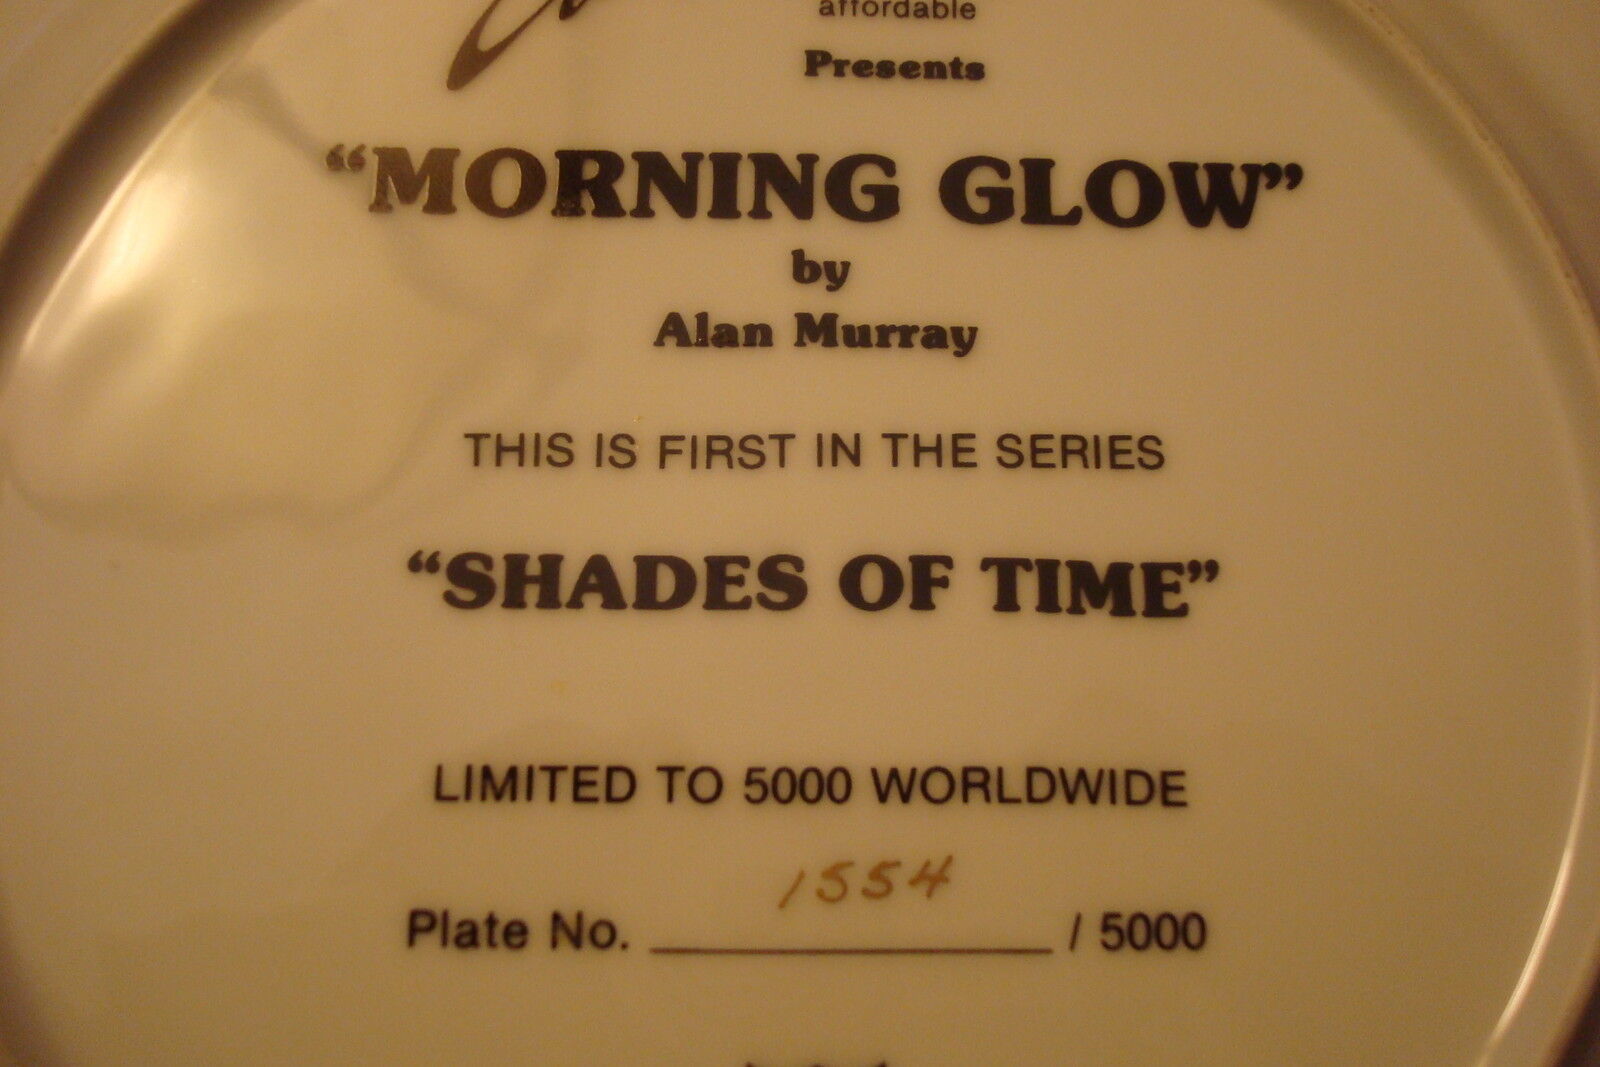 affordable
Presents
“MORNING GLOW”
by
Alan Murray
THIS IS FIRST IN THE SERIES
“SHADES OF TIME”
LIMITED TO 5000 WORLDWIDE
1554
Plate No. ____________ / 5000